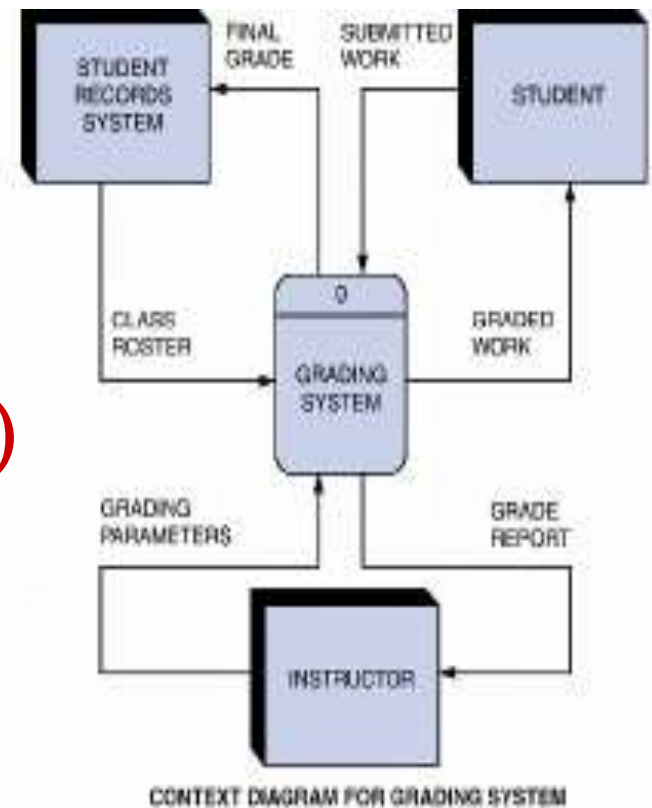 STUDENT
RECORDS
SYSTEM
FINAL
GRADE
SUBMITTED
WORK
STUDENT
CLASS
ROSTER
0
GRADING
SYSTEM
GRADED
WORK
)
GRADING
PARAMETERS
GRADE
REPORT
INSTRUCTOR
CONTEXT DIAGRAM FOR GRADING SYSTEM